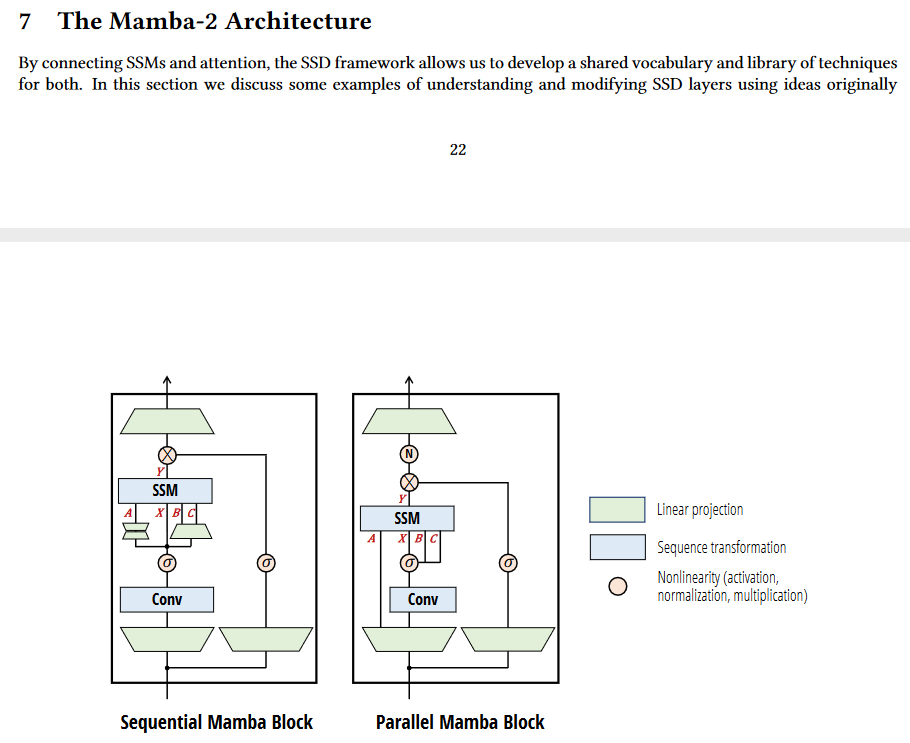 7 The Mamba-2 Architecture
By connecting SSMs and attention, the SSD framework allows us to develop a shared vocabulary and library of techniques
for both. In this section we discuss some examples of understanding and modifying SSD layers using ideas originally
22
Y
SSM
A X B C
σ
σ
Conv
Sequential Mamba Block
N
Y
SSM
A X B C
σ
σ
Conv
Parallel Mamba Block
Linear projection
Sequence transformation
Nonlinearity (activation,
normalization, multiplication)